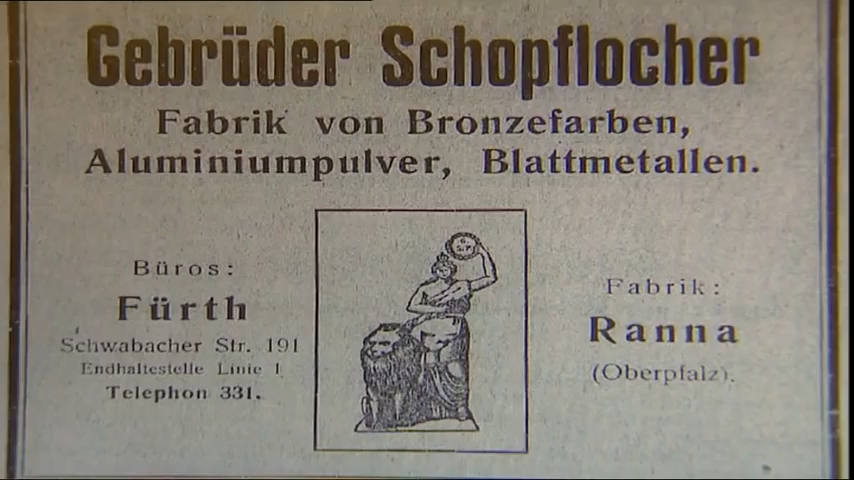 Gebrüder Schopflocher
Fabrik von Bronzefarben,
Aluminiumpulver, Blattmetallen.
Büros:
Fürth
Schwabacher Str. 191
Endhaltestelle Linie 1
Telephon 331.
Fabrik:
Ranna
(Oberpfalz).